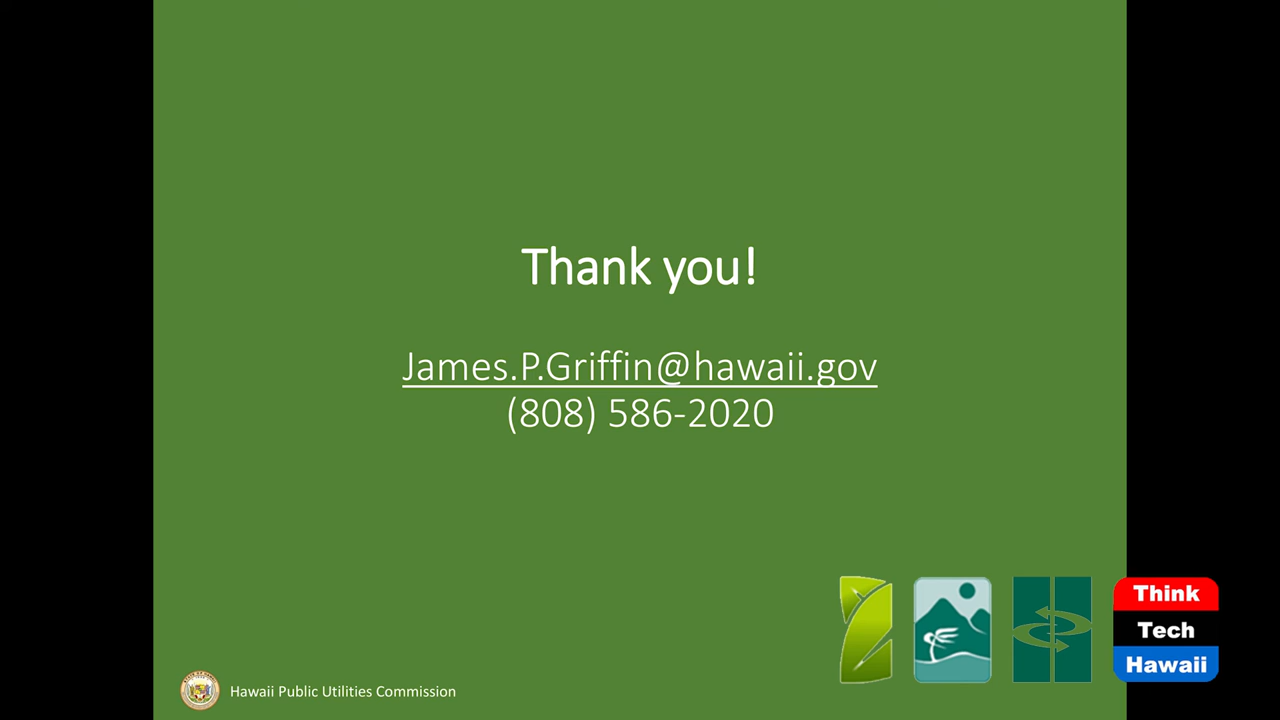 Thank you!
James.P.Griffin@hawaii.gov
(808) 586-2020
Think
Tech
Hawaii
Hawaii Public Utilities Commission